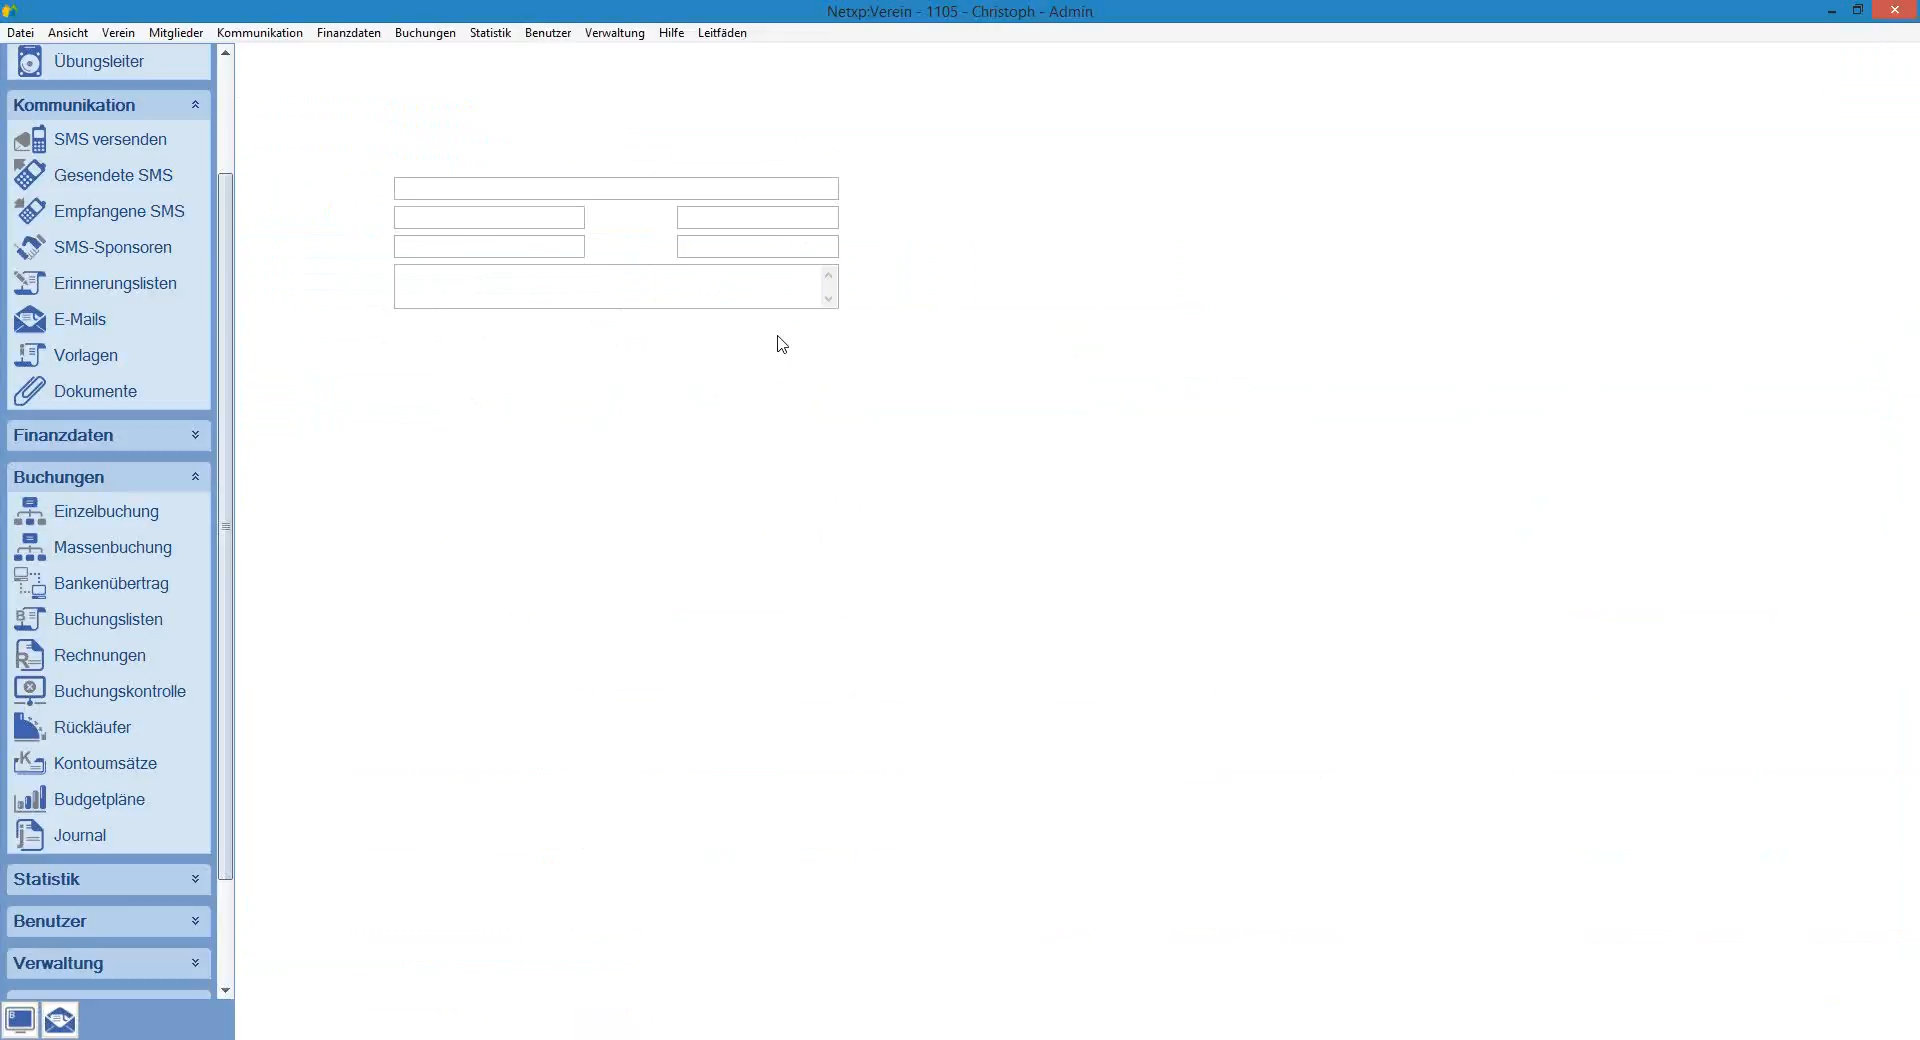 Netxp:Verein - 1105 - Christoph - Admin
Datei Ansicht Verein Mitglieder Kommunikation Finanzdaten Buchungen Statistik Benutzer Verwaltung Hilfe Leitfäden
Übungsleiter
Kommunikation
SMS versenden
Gesendete SMS
Empfangene SMS
SMS-Sponsoren
Erinnerungslisten
E-Mails
Vorlagen
Dokumente
Finanzdaten
Buchungen
Einzelbuchung
Massenbuchung
Bankenübertrag
Buchungslisten
Rechnungen
Buchungskontrolle
Rückläufer
Kontoumsätze
Budgetpläne
Journal
Statistik
Benutzer
Verwaltung